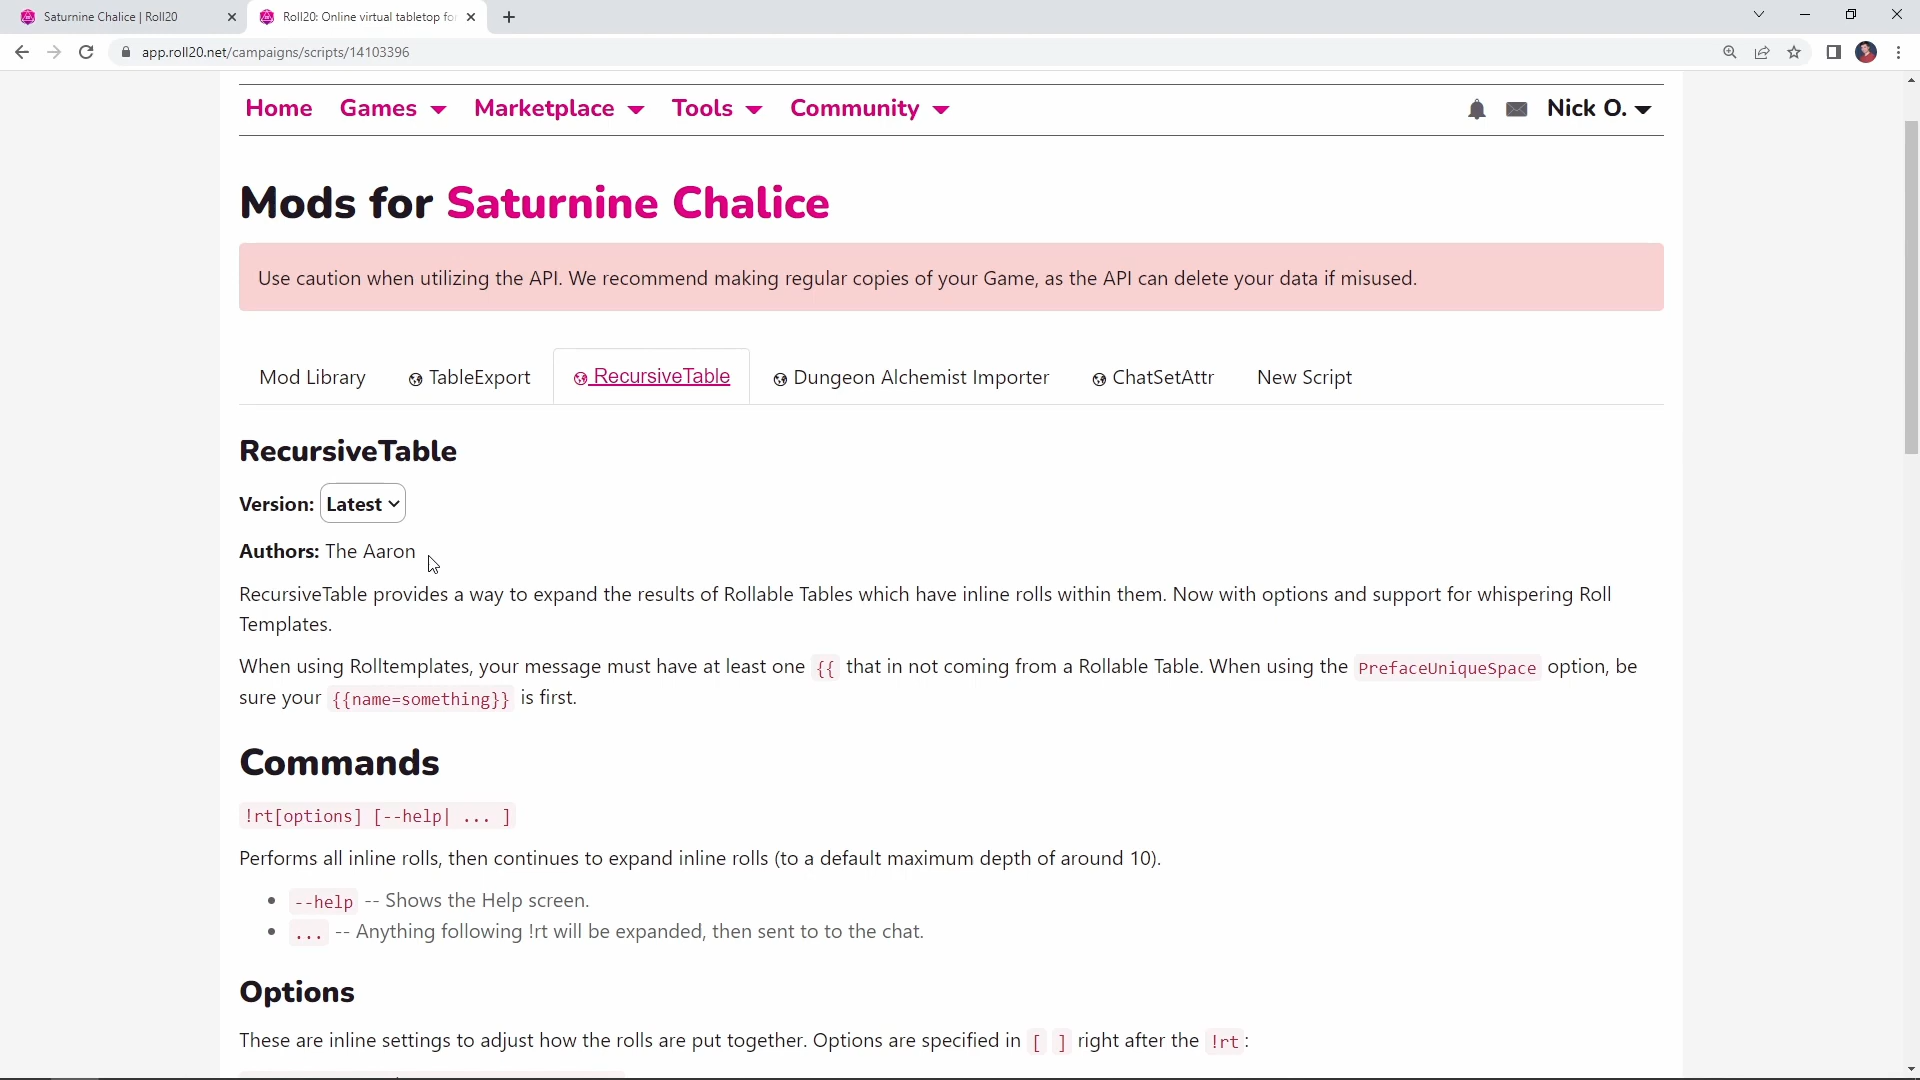 Saturnine Chalice | Roll20
Roll20: Online virtual tabletop for
app.roll20.net/campaigns/scripts/14103396
Home Games Marketplace Tools Community Nick O.
Mods for Saturnine Chalice
Use caution when utilizing the API. We recommend making regular copies of your Game, as the API can delete your data if misused.
Mod Library TableExport RecursiveTable Dungeon Alchemist Importer ChatSetAttr New Script
RecursiveTable
Version: Latest
Authors: The Aaron
RecursiveTable provides a way to expand the results of Rollable Tables which have inline rolls within them. Now with options and support for whispering Roll
Templates.
When using Rolltemplates, your message must have at least one {{ that in not coming from a Rollable Table. When using the PrefaceUniqueSpace option, be
sure your {{name=something}} is first.
Commands
!rt[options] [--help| ... ]
Performs all inline rolls, then continues to expand inline rolls (to a default maximum depth of around 10).
• --help -- Shows the Help screen.
• ... -- Anything following !rt will be expanded, then sent to to the chat.
Options
These are inline settings to adjust how the rolls are put together. Options are specified in [ ] right after the !rt :